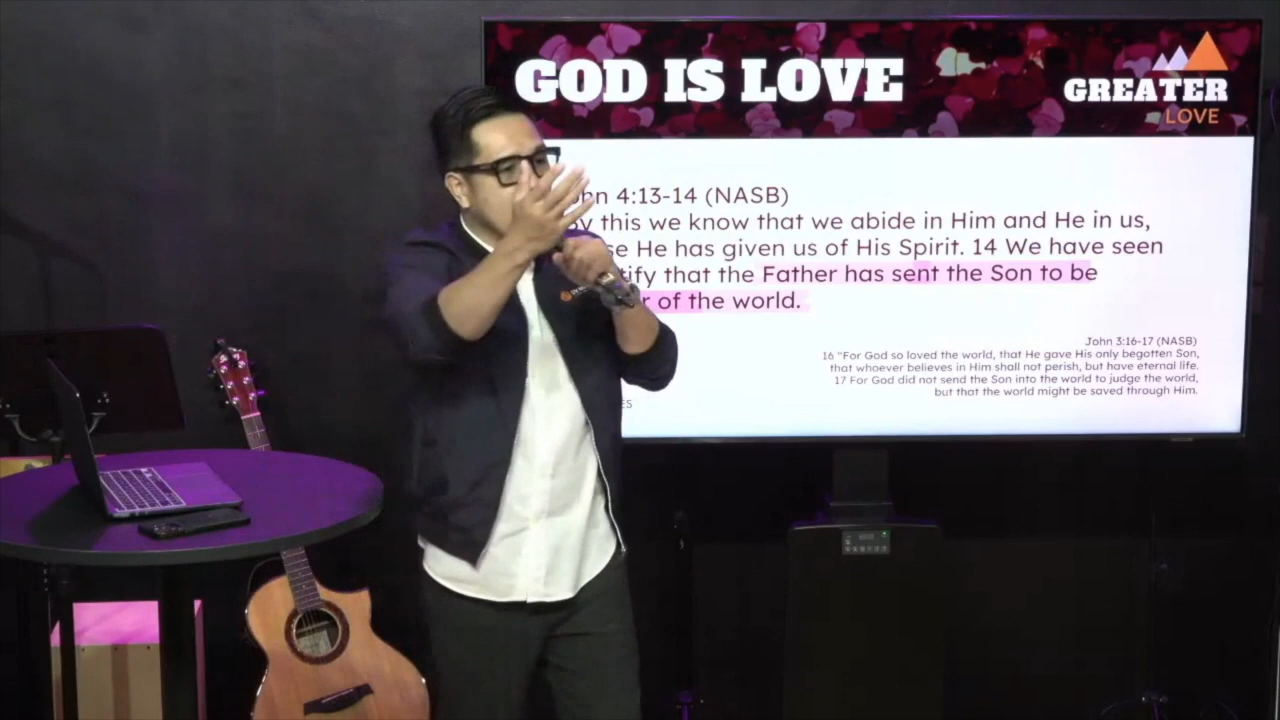 GOD IS LOVE
GREATER
LOVE
4:13-14 (NASB)
this we know that we abide in Him and He in us,
He has given us of His Spirit. 14 We have seen
that the Father has sent the Son to be
of the world.
John 3:16-17 (NASB)
16 "For God so loved the world, that He gave His only begotten Son,
that whoever believes in Him shall not perish, but have eternal life.
17 For God did not send the Son into the world to judge the world,
but that the world might be saved through Him.